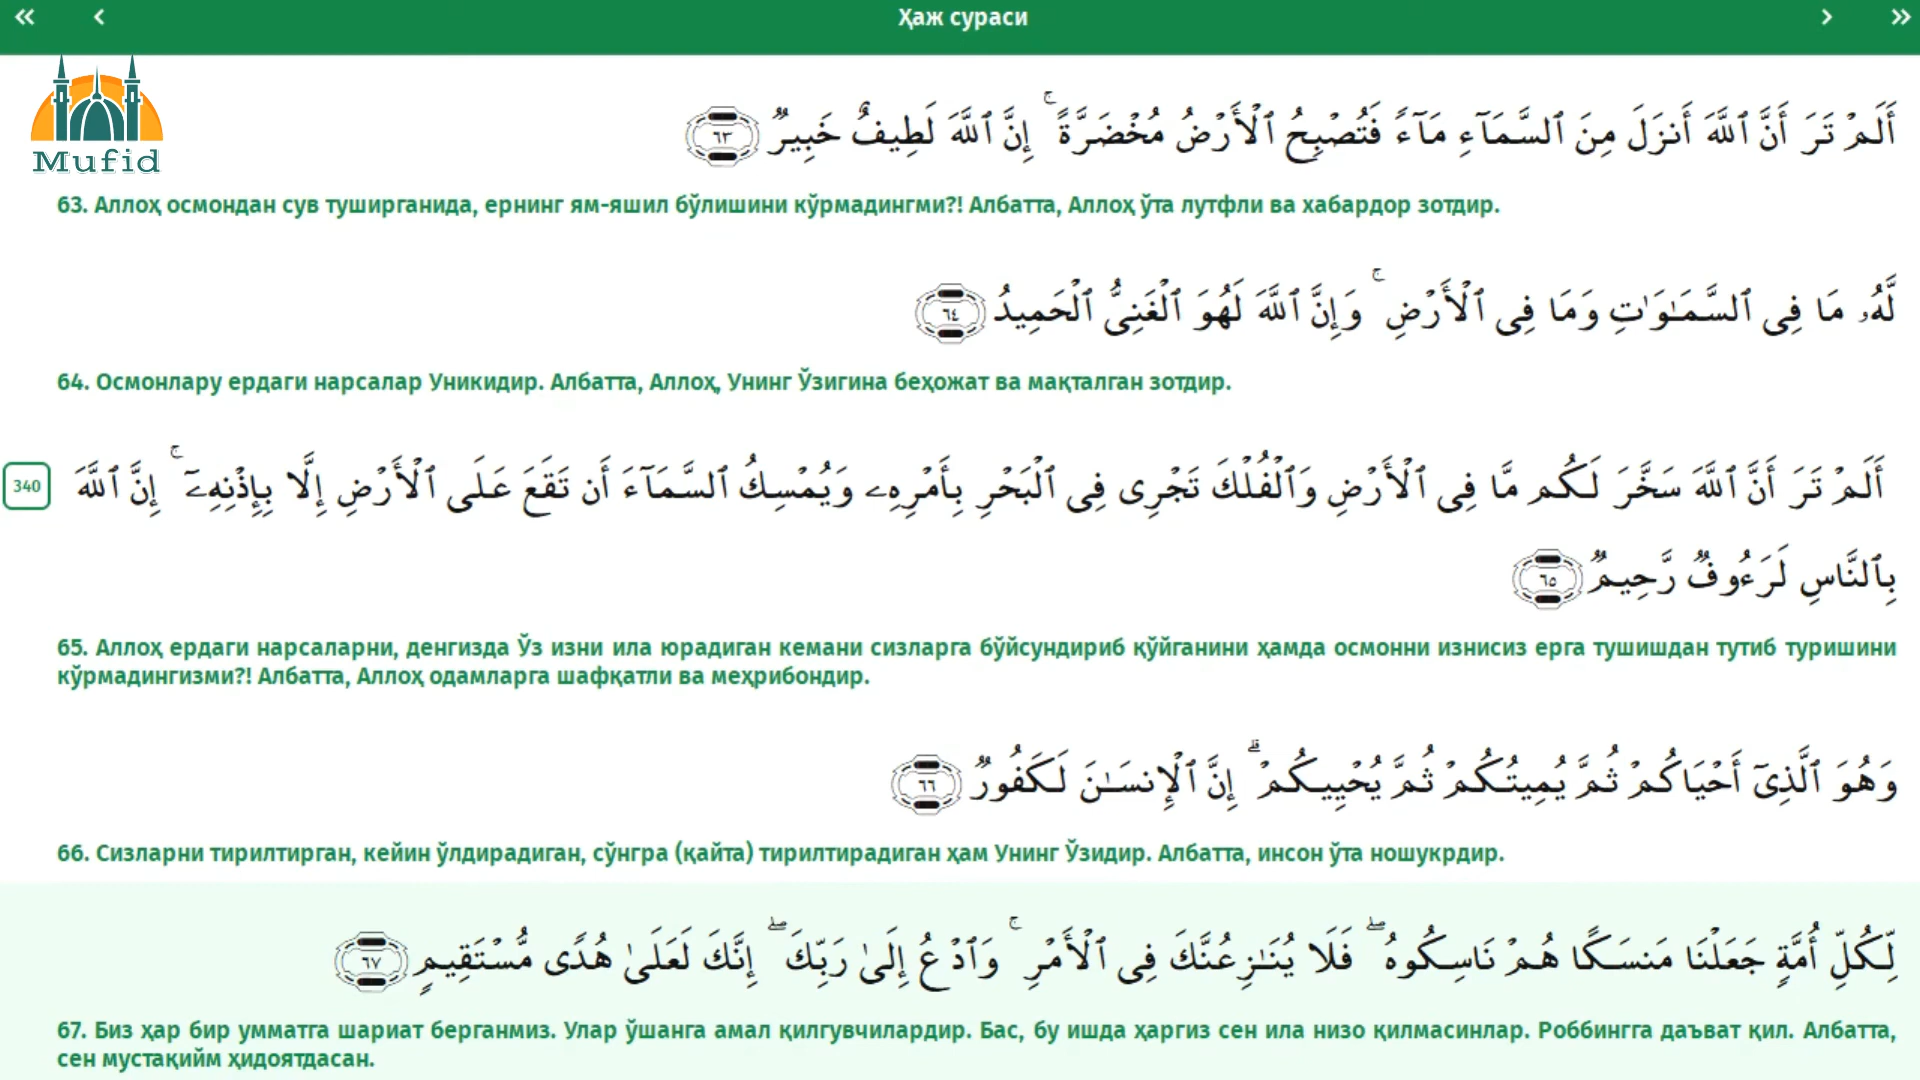 Ҳаж сураси
Mufid
أَلَمْ تَرَ أَنَّ ٱللَّهَ أَنزَلَ مِنَ ٱلسَّمَآءِ مَآءً فَتُصْبِحُ ٱلْأَرْضُ مُخْضَرَّةً ۚ إِنَّ ٱللَّهَ لَطِيفٌ خَبِيرٌ ٦٣
63. Аллоҳ осмондан сув туширганида, ернинг ям-яшил бўлишини кўрмадингми?! Албатта, Аллоҳ ўта лутфли ва хабардор зотдир.
لَّهُۥ مَا فِى ٱلسَّمَـٰوَٰتِ وَمَا فِى ٱلْأَرْضِ ۚ وَإِنَّ ٱللَّهَ لَهُوَ ٱلْغَنِىُّ ٱلْحَمِيدُ ٦٤
64. Осмонлару ердаги нарсалар Уникидир. Албатта, Аллоҳ, Унинг Ўзигина беҳожат ва мақталган зотдир.
أَلَمْ تَرَ أَنَّ ٱللَّهَ سَخَّرَ لَكُم مَّا فِى ٱلْأَرْضِ وَٱلْفُلْكَ تَجْرِى فِى ٱلْبَحْرِ بِأَمْرِهِۦ وَيُمْسِكُ ٱلسَّمَآءَ أَن تَقَعَ عَلَى ٱلْأَرْضِ إِلَّا بِإِذْنِهِۦٓ ۚ إِنَّ ٱللَّهَ
340
بِٱلنَّاسِ لَرَءُوفٌ رَّحِيمٌ ٦٥
65. Аллоҳ ердаги нарсаларни, денгизда Ўз изни ила юрадиган кемани сизларга бўйсундириб қўйганини ҳамда осмонни изнисиз ерга тушишдан тутиб туришини
кўрмадингизми?! Албатта, Аллоҳ одамларга шафқатли ва меҳрибондир.
وَهُوَ ٱلَّذِىٓ أَحْيَاكُمْ ثُمَّ يُمِيتُكُمْ ثُمَّ يُحْيِيكُمْ ۗ إِنَّ ٱلْإِنسَـٰنَ لَكَفُورٌ ٦٦
66. Сизларни тирилтирган, кейин ўлдирадиган, сўнгра (қайта) тирилтирадиган ҳам Унинг Ўзидир. Албатта, инсон ўта ношукрдир.
لِّكُلِّ أُمَّةٍ جَعَلْنَا مَنسَكًا هُمْ نَاسِكُوهُ ۖ فَلَا يُنَـٰزِعُنَّكَ فِى ٱلْأَمْرِ ۚ وَٱدْعُ إِلَىٰ رَبِّكَ ۖ إِنَّكَ لَعَلَىٰ هُدًى مُّسْتَقِيمٍ ٦٧
67. Биз ҳар бир умматга шариат берганмиз. Улар ўшанга амал қилгувчилардир. Бас, бу ишда ҳаргиз сен ила низо қилмасинлар. Роббингга даъват қил. Албатта,
сен мустақийм ҳидоятдасан.